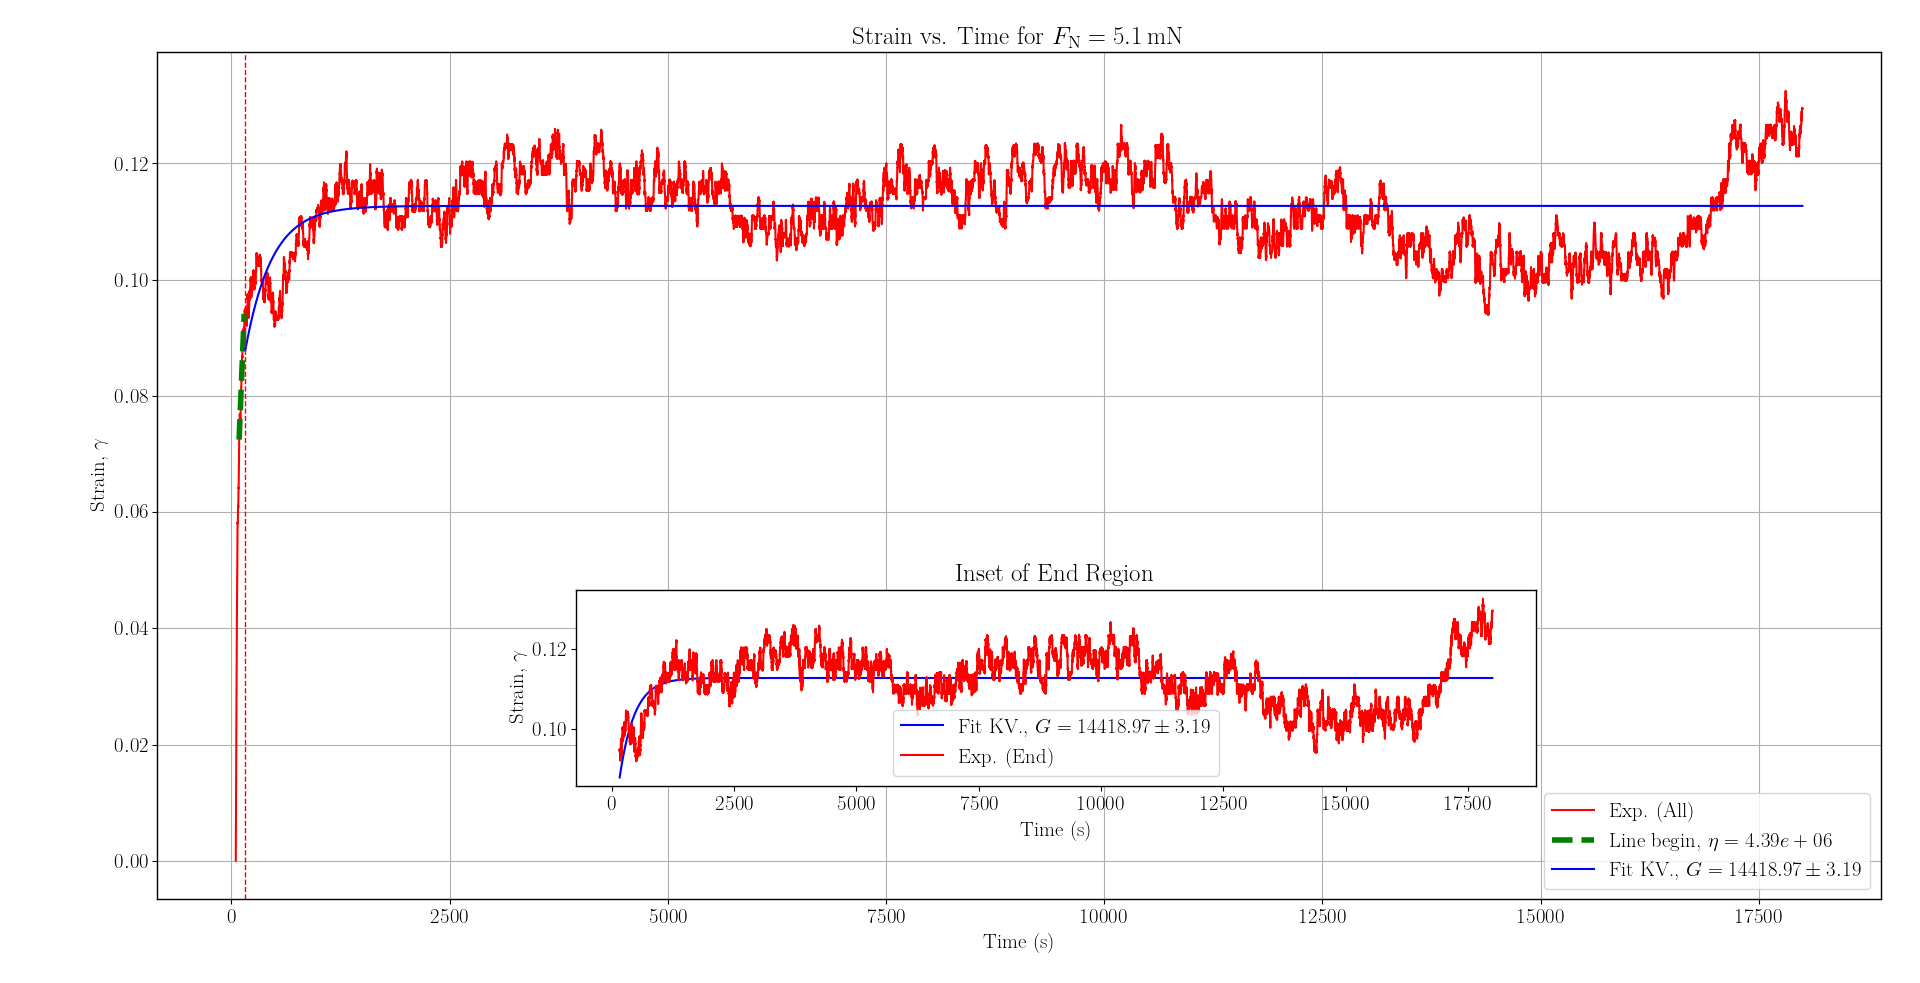 Strain vs. Time for F_N = 5.1 mN
0.12
0.10
0.08
0.06
0.04
0.02
0.00
Strain, γ
0 2500 5000 7500 10000 12500 15000 17500
Time (s)
Inset of End Region
0.12
0.10
Strain, γ
Fit KV., G = 14418.97 ± 3.19
Exp. (End)
0 2500 5000 7500 10000 12500 15000 17500
Time (s)
Exp. (All)
Line begin, η = 4.39e + 06
Fit KV., G = 14418.97 ± 3.19